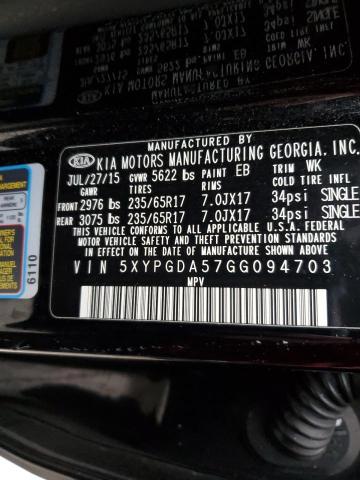 KIA KIA MOTORS MANUFACTURING GEORGIA, INC.
JUL/27/15 GVWR 5622 lbs PAINT EB TRIM WK
GAWR TIRES RIMS COLD TIRE INFL
FRONT 2976 lbs 235/65R17 7.0JX17 34psi SINGLE
REAR 3075 lbs 235/65R17 7.0JX17 34psi SINGLE
THIS VEHICLE CONFORMS TO ALL APPLICABLE U.S.A. FEDERAL
MOTOR VEHICLE SAFETY AND THEFT PREVENTION STANDARDS
IN EFFECT ON THE DATE OF MANUFACTURE SHOWN ABOVE.
VIN 5XYPGDA57GG094703
MPV
6110